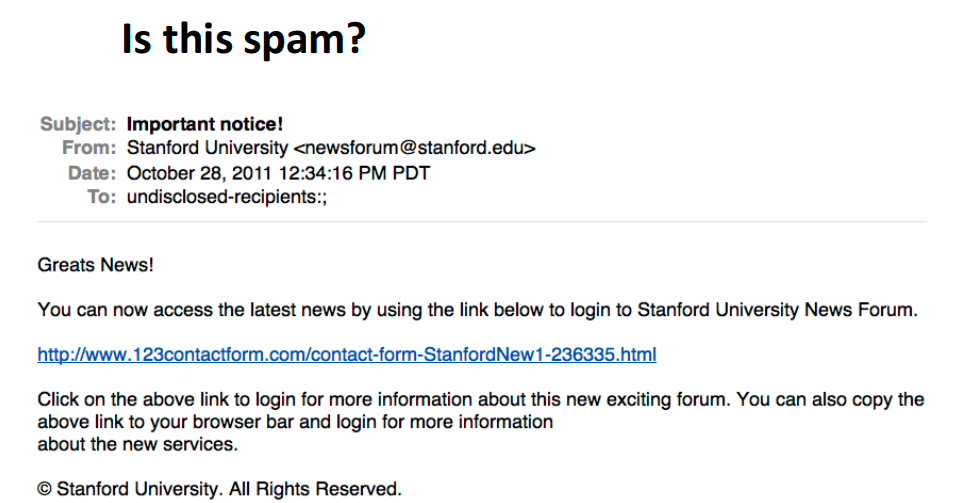 Is this spam?
Subject: Important notice!
From: Stanford University <newsforum@stanford.edu>
Date: October 28, 2011 12:34:16 PM PDT
To: undisclosed-recipients:;
Greats News!
You can now access the latest news by using the link below to login to Stanford University News Forum.
http://www.123contactform.com/contact-form-StanfordNew1-236335.html
Click on the above link to login for more information about this new exciting forum. You can also copy the
above link to your browser bar and login for more information
about the new services.
© Stanford University. All Rights Reserved.